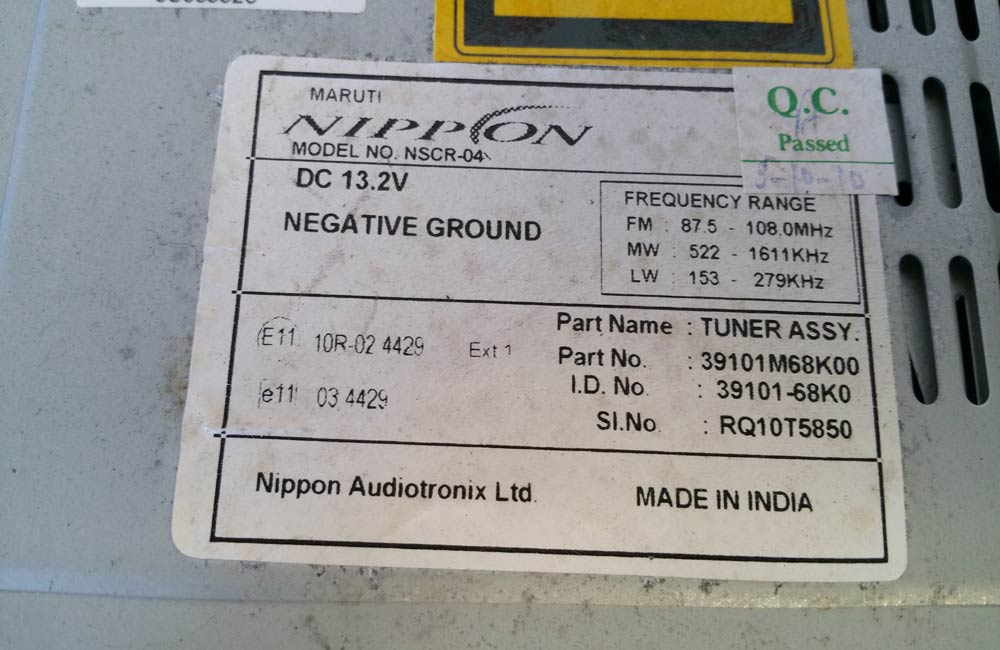 MARUTI
NIPPON
MODEL NO. NSCR-04
DC 13.2V
NEGATIVE GROUND
Q.C.
Passed
FREQUENCY RANGE
FM : 87.5 - 108.0MHz
MW : 522 - 1611KHz
LW : 153 - 279KHz
E11 10R-02 4429 Ext 1
e11 03 4429
Part Name : TUNER ASSY.
Part No. : 39101M68K00
I.D. No. : 39101-68K0
Sl.No. : RQ10T5850
Nippon Audiotronix Ltd.
MADE IN INDIA